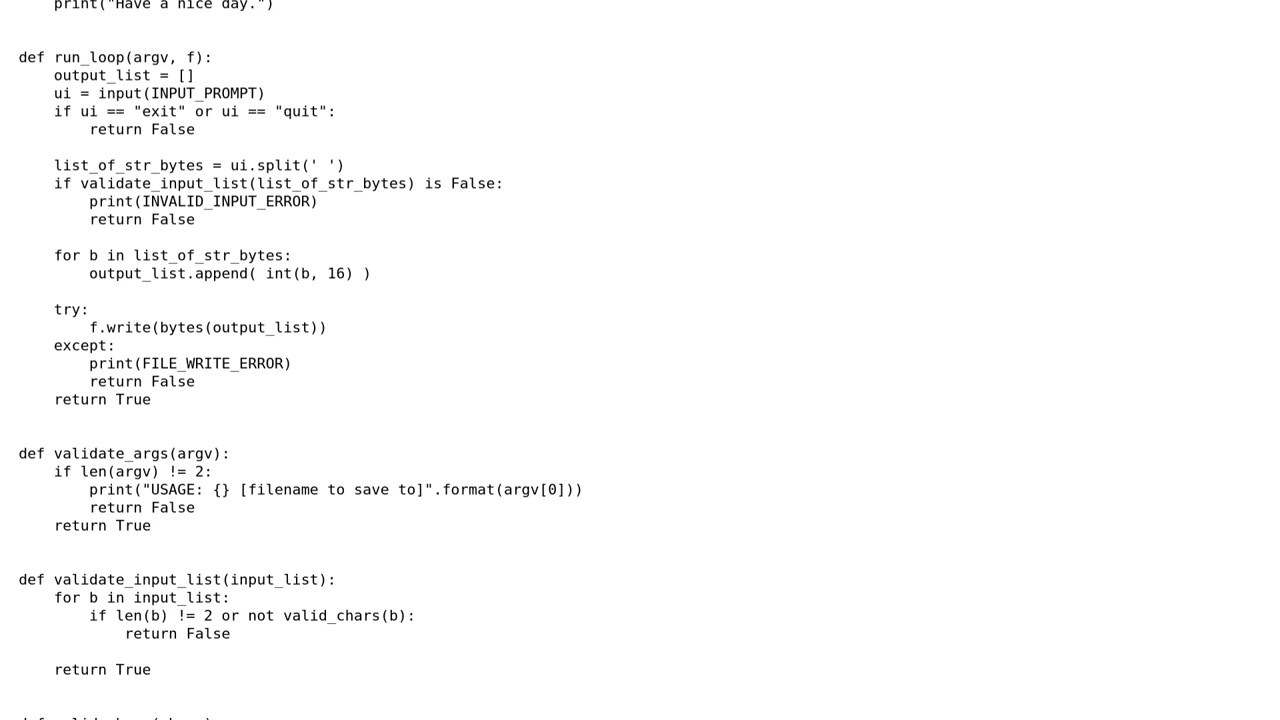 print("Have a nice day.")


def run_loop(argv, f):
    output_list = []
    ui = input(INPUT_PROMPT)
    if ui == "exit" or ui == "quit":
        return False

    list_of_str_bytes = ui.split(' ')
    if validate_input_list(list_of_str_bytes) is False:
        print(INVALID_INPUT_ERROR)
        return False

    for b in list_of_str_bytes:
        output_list.append( int(b, 16) )

    try:
        f.write(bytes(output_list))
    except:
        print(FILE_WRITE_ERROR)
        return False
    return True


def validate_args(argv):
    if len(argv) != 2:
        print("USAGE: {} [filename to save to]".format(argv[0]))
        return False
    return True


def validate_input_list(input_list):
    for b in input_list:
        if len(b) != 2 or not valid_chars(b):
            return False

    return True